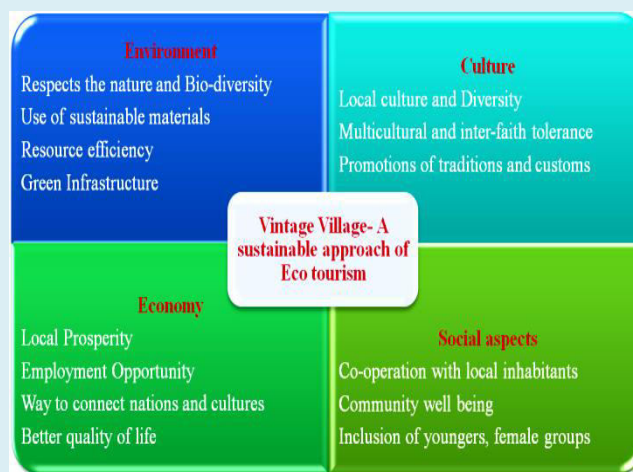 Environment
Respects the nature and Bio-diversity
Use of sustainable materials
Resource efficiency
Green Infrastructure
Culture
Local culture and Diversity
Multicultural and inter-faith tolerance
Promotions of traditions and customs
Vintage Village- A
sustainable approach of
Eco tourism
Economy
Local Prosperity
Employment Opportunity
Way to connect nations and cultures
Better quality of life
Social aspects
Co-operation with local inhabitants
Community well being
Inclusion of youngers, female groups